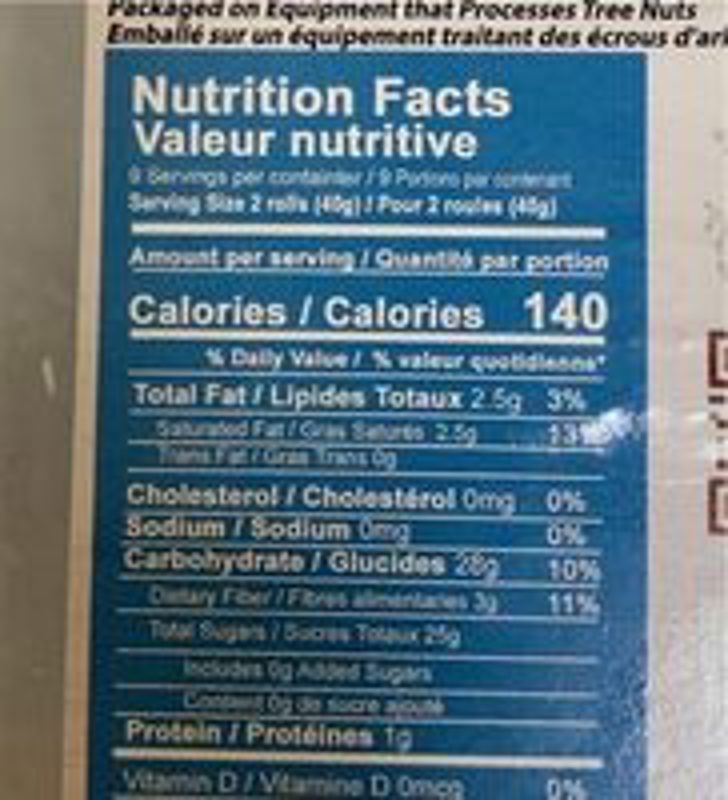 Packaged on Equipment that Processes Tree Nuts
Emballé sur un équipement traitant des écrous d'ar
Nutrition Facts
Valeur nutritive
9 Servings per container / 9 Portions par contenant
Serving Size 2 rolls (40g) / Pour 2 roules (40g)
Amount per serving / Quantité par portion
Calories / Calories 140
% Daily Value / % valeur quotidienne*
Total Fat / Lipides Totaux 2.5g 3%
Saturated Fat / Gras Saturés 2.5g 13%
Trans Fat / Gras Trans 0g
Cholesterol / Cholestérol 0mg 0%
Sodium / Sodium 0mg 0%
Carbohydrate / Glucides 28g 10%
Dietary Fiber / Fibres alimentaires 3g 11%
Total Sugars / Sucres Totaux 25g
Includes 0g Added Sugars
Contient 0g de sucre ajouté
Protein / Protéines 1g
Vitamin D / Vitamine D 0mcg 0%